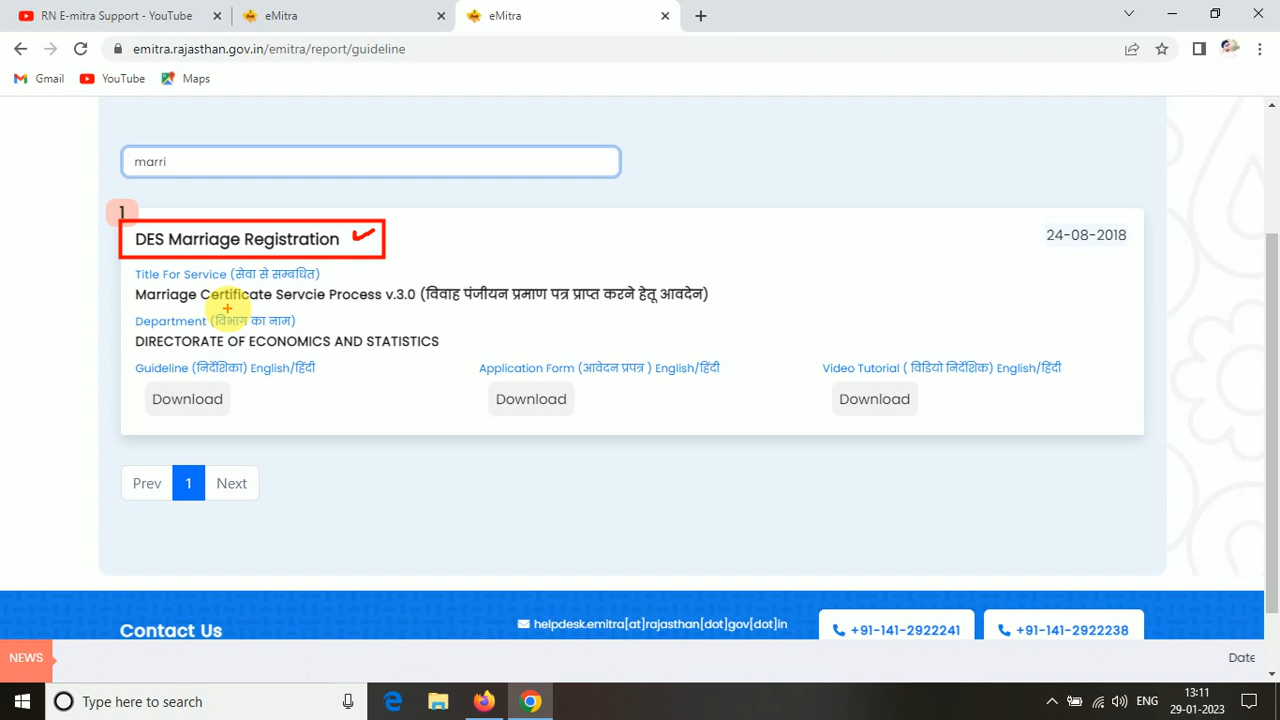 RN E-mitra Support - YouTube
eMitra
eMitra
emitra.rajasthan.gov.in/emitra/report/guideline
Gmail YouTube Maps
marri
1
DES Marriage Registration
24-08-2018
Title For Service (सेवा से सम्बधित)
Marriage Certificate Servcie Process v.3.0 (विवाह पंजीयन प्रमाण पत्र प्राप्त करने हेतू आवदेन)
Department (विभाग का नाम)
DIRECTORATE OF ECONOMICS AND STATISTICS
Guideline (निर्देशिका) English/हिंदी
Application Form (आवेदन प्रपत्र ) English/हिंदी
Video Tutorial ( विडियो निर्देशिक) English/हिंदी
Download
Download
Download
Prev 1 Next
Contact Us
helpdesk.emitra[at]rajasthan[dot]gov[dot]in
+91-141-2922241
+91-141-2922238
NEWS
Date
Type here to search
ENG
13:11
29-01-2023